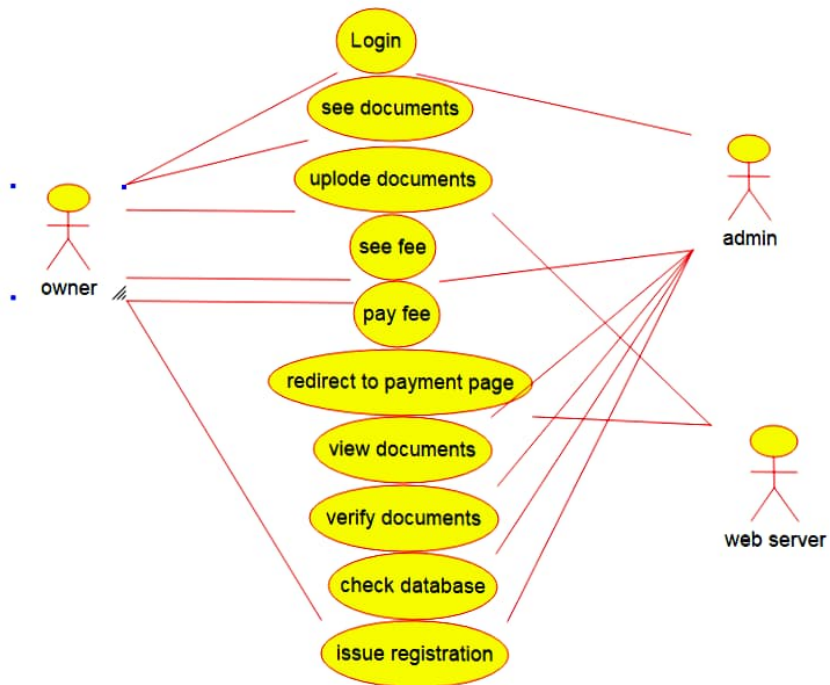 Login
see documents
uplode documents
see fee
pay fee
redirect to payment page
view documents
verify documents
check database
issue registration
owner
admin
web server